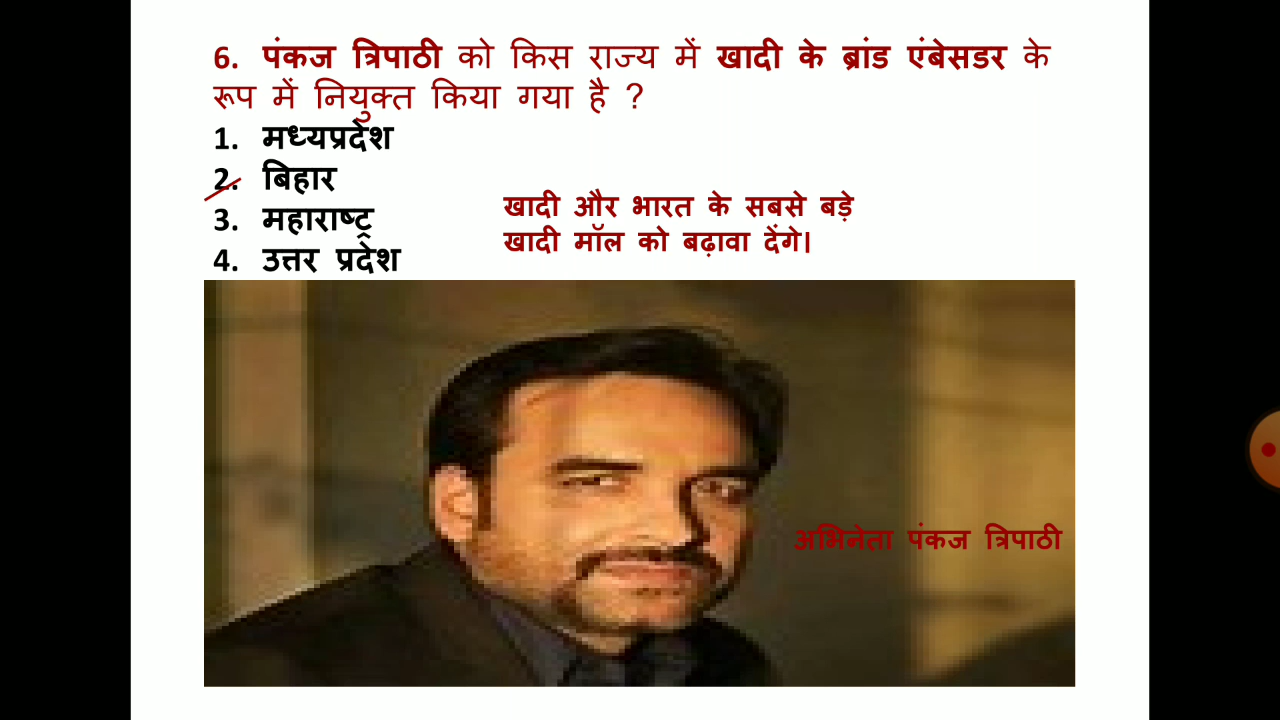 6. पंकज त्रिपाठी को किस राज्य में खादी के ब्रांड एंबेसडर के
रूप में नियुक्त किया गया है ?
1. मध्यप्रदेश
2. बिहार
3. महाराष्ट्र
4. उत्तर प्रदेश
खादी और भारत के सबसे बड़े
खादी मॉल को बढ़ावा देंगे।
अभिनेता पंकज त्रिपाठी